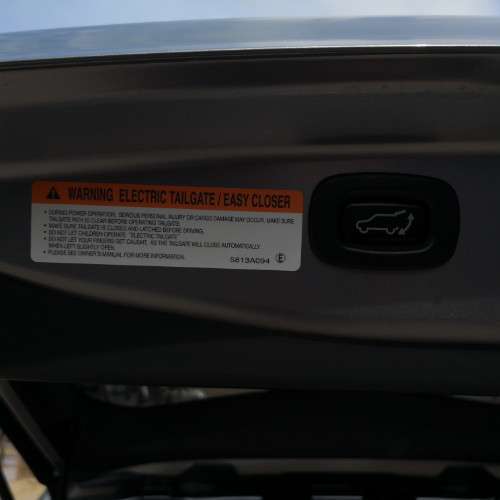 WARNING ELECTRIC TAILGATE / EASY CLOSER
• DURING POWER OPERATION, SERIOUS PERSONAL INJURY OR CARGO DAMAGE MAY OCCUR. MAKE SURE
TAILGATE PATH IS CLEAR BEFORE OPERATING TAILGATE.
• MAKE SURE TAILGATE IS CLOSED AND LATCHED BEFORE DRIVING.
• DO NOT LET CHILDREN OPERATE "ELECTRIC TAILGATE".
• DO NOT LET YOUR FINGERS GET CAUGHT, AS THE TAILGATE WILL CLOSE AUTOMATICALLY
WHEN LEFT SLIGHTLY OPEN.
• PLEASE SEE OWNER'S MANUAL FOR MORE INFORMATION.
5813A094 E